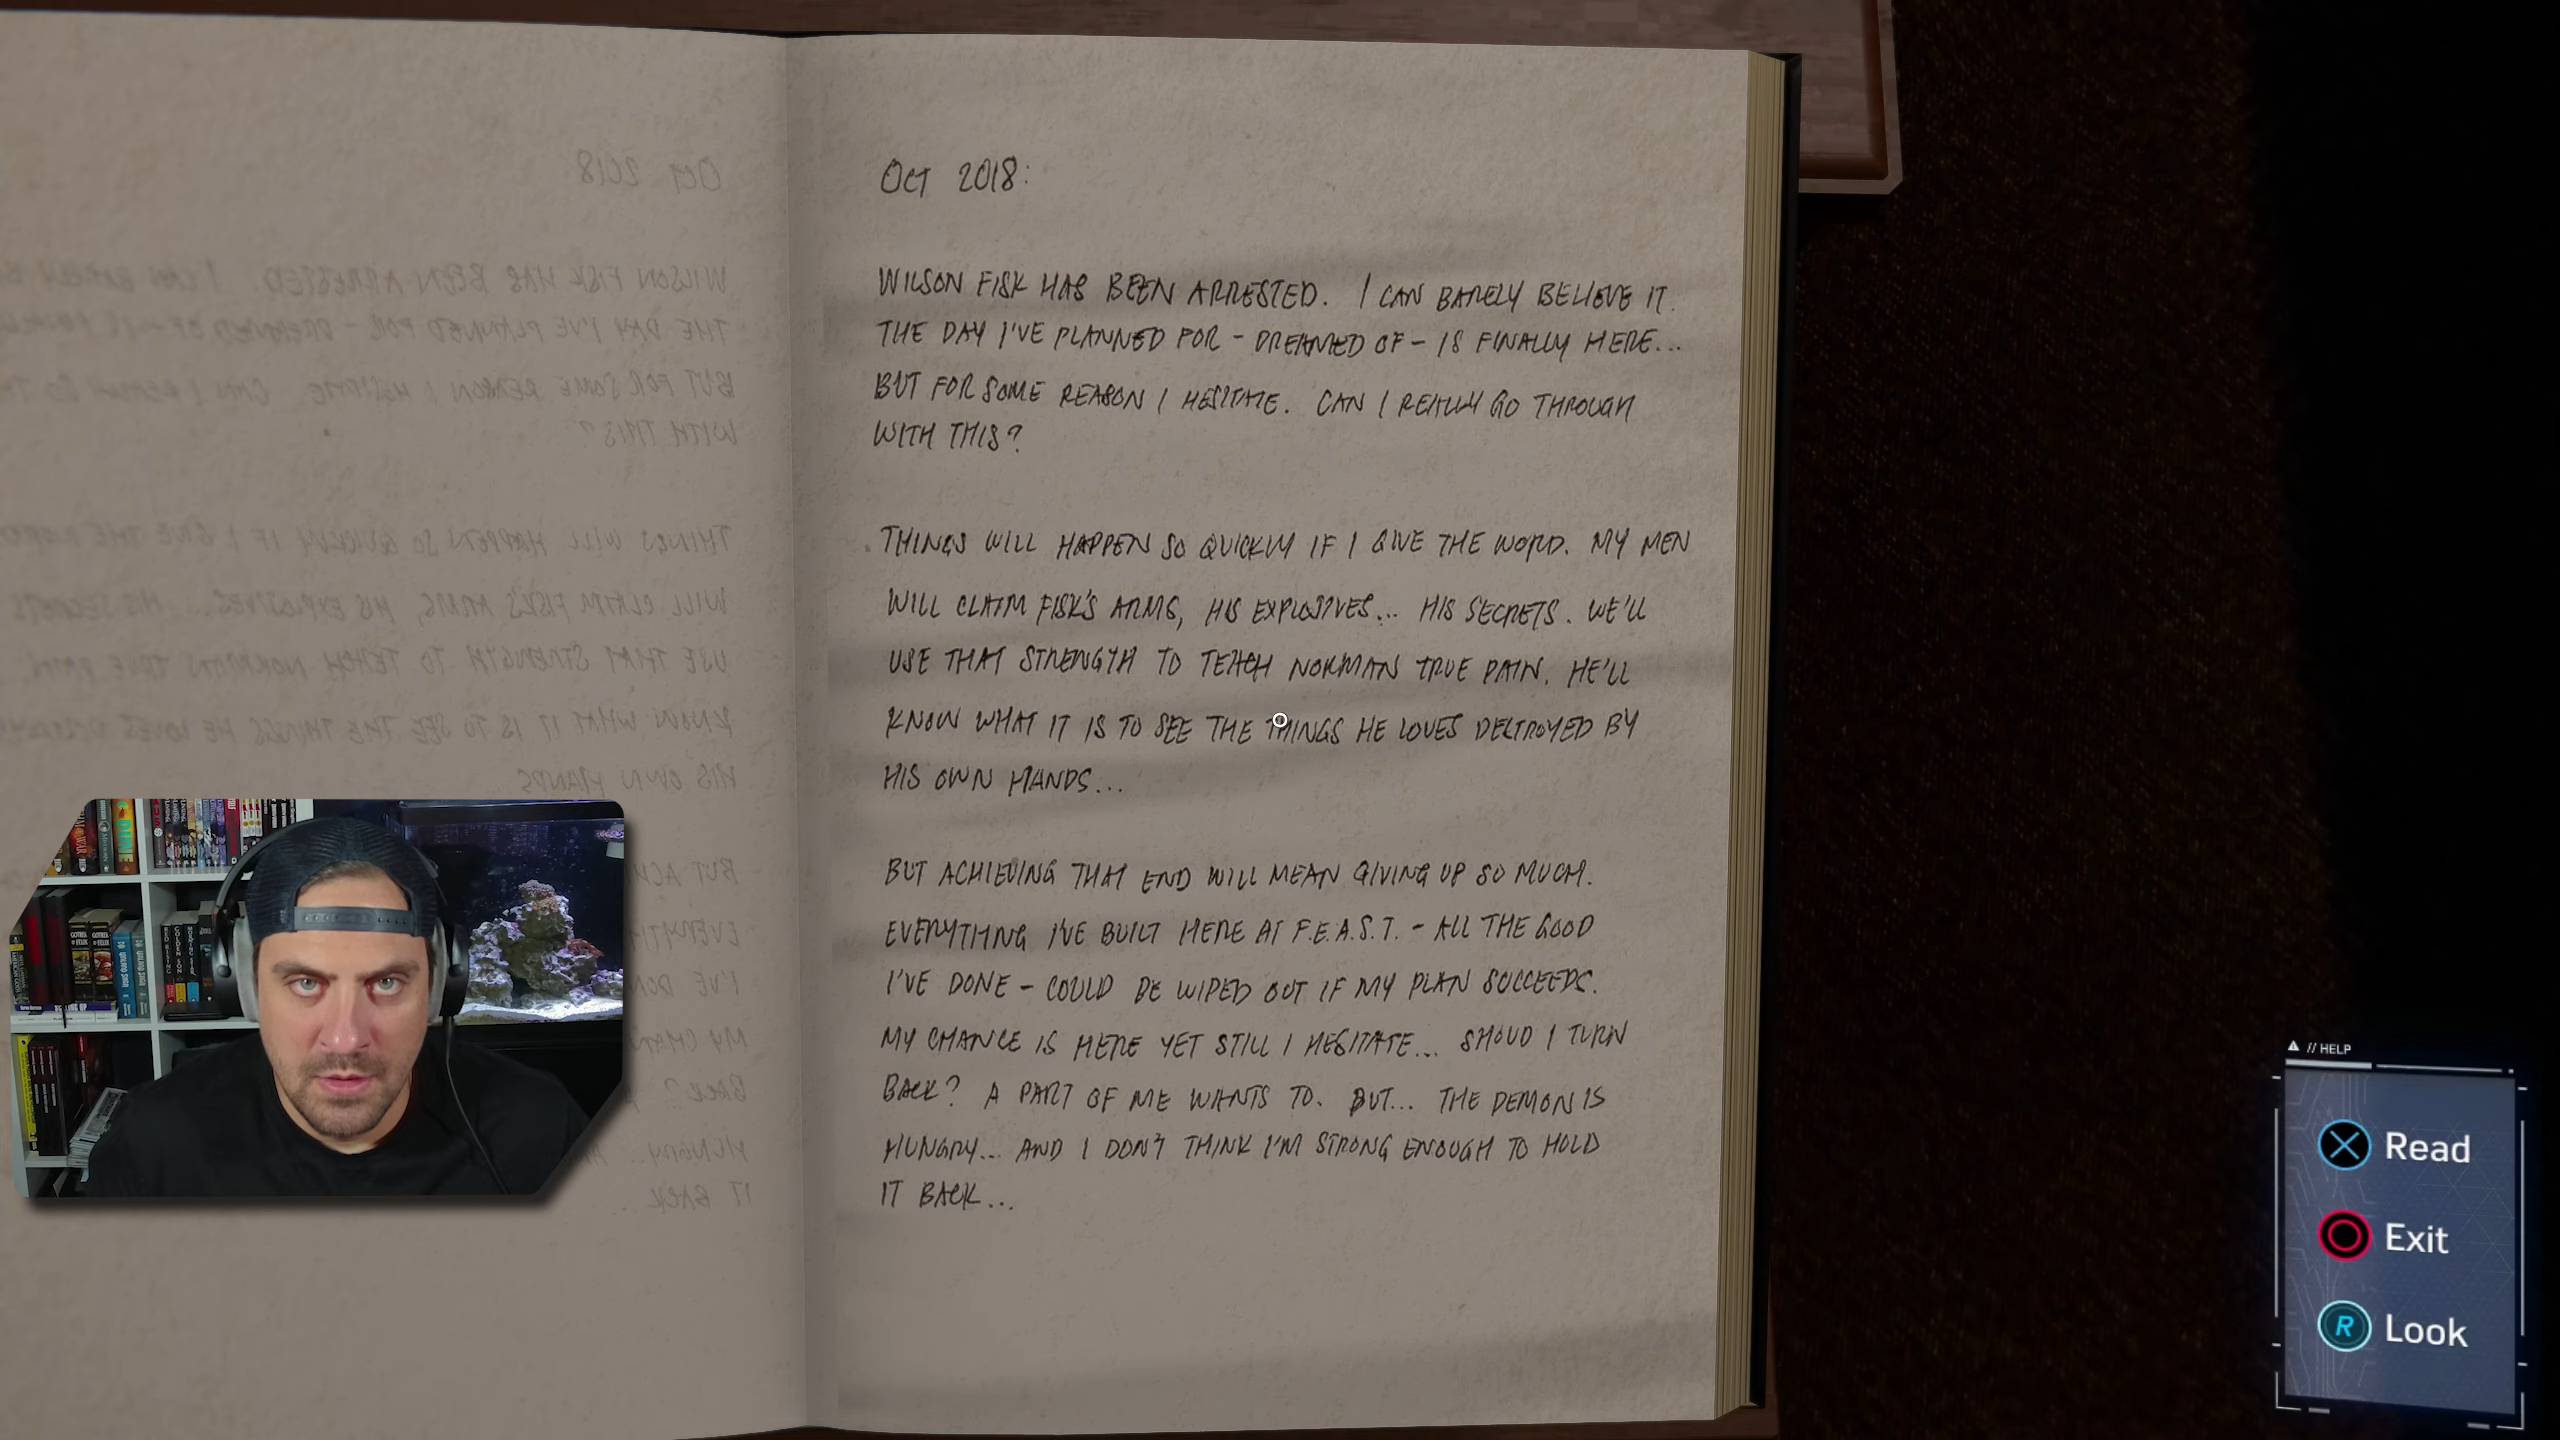 Oct 2018:
WILSON FISK HAS BEEN ARRESTED. I CAN BARELY BELIEVE IT.
THE DAY I'VE PLANNED FOR - DREAMED OF - IS FINALLY HERE...
BUT FOR SOME REASON I HESITATE. CAN I REALLY GO THROUGH
WITH THIS?
THINGS WILL HAPPEN SO QUICKLY IF I GIVE THE WORD. MY MEN
WILL CLAIM FISK'S ARMS, HIS EXPLOSIVES... HIS SECRETS. WE'LL
USE THAT STRENGTH TO TEACH NORMAN TRUE PAIN. HE'LL
KNOW WHAT IT IS TO SEE THE THINGS HE LOVES DESTROYED BY
HIS OWN HANDS...
BUT ACHIEVING THAT END WILL MEAN GIVING UP SO MUCH.
EVERYTHING I'VE BUILT HERE AT F.E.A.S.T. - ALL THE GOOD
I'VE DONE - COULD BE WIPED OUT IF MY PLAN SUCCEEDS.
MY CHANCE IS HERE YET STILL I HESITATE... SHOUD I TURN
BACK? A PART OF ME WANTS TO. BUT... THE DEMON IS
HUNGRY... AND I DON'T THINK I'M STRONG ENOUGH TO HOLD
IT BACK...
DUNE
// HELP
Read
Exit
R Look